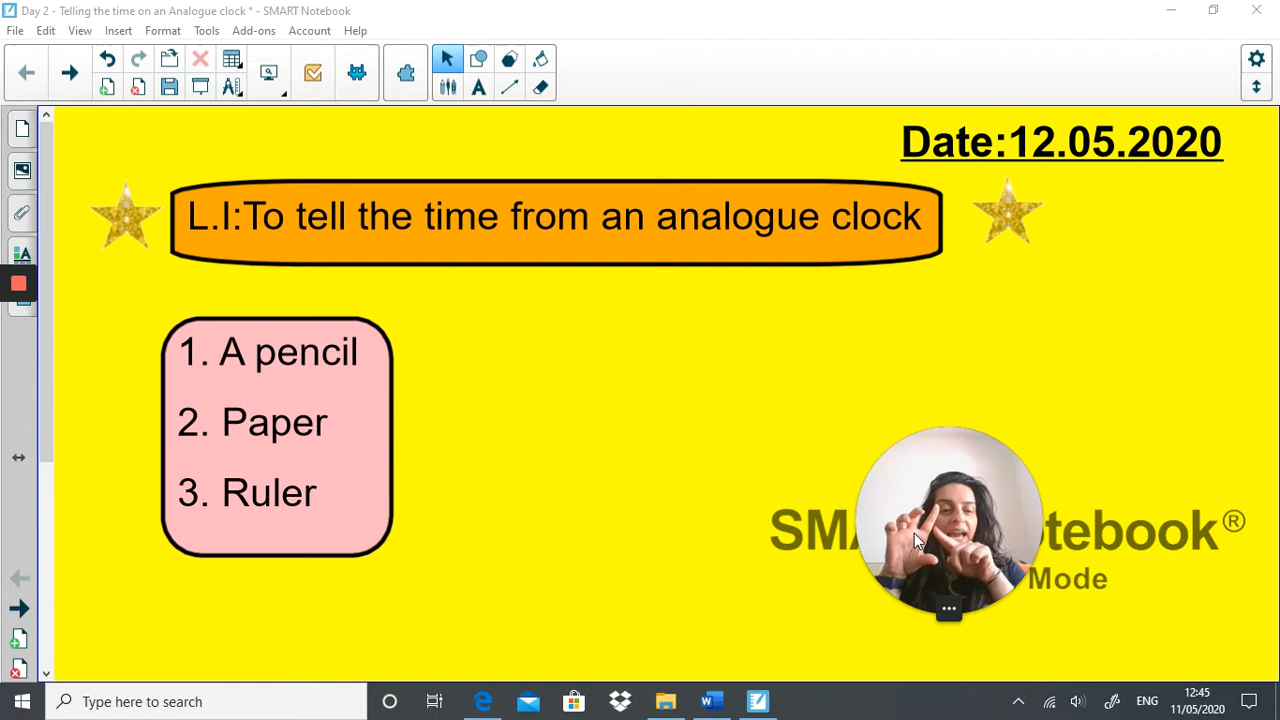 Day 2 - Telling the time on an Analogue clock * - SMART Notebook
File Edit View Insert Format Tools Add-ons Account Help
Date:12.05.2020
L.I:To tell the time from an analogue clock
1. A pencil
2. Paper
3. Ruler
SMA otebook®
Mode
Type here to search
ENG
12:45
11/05/2020